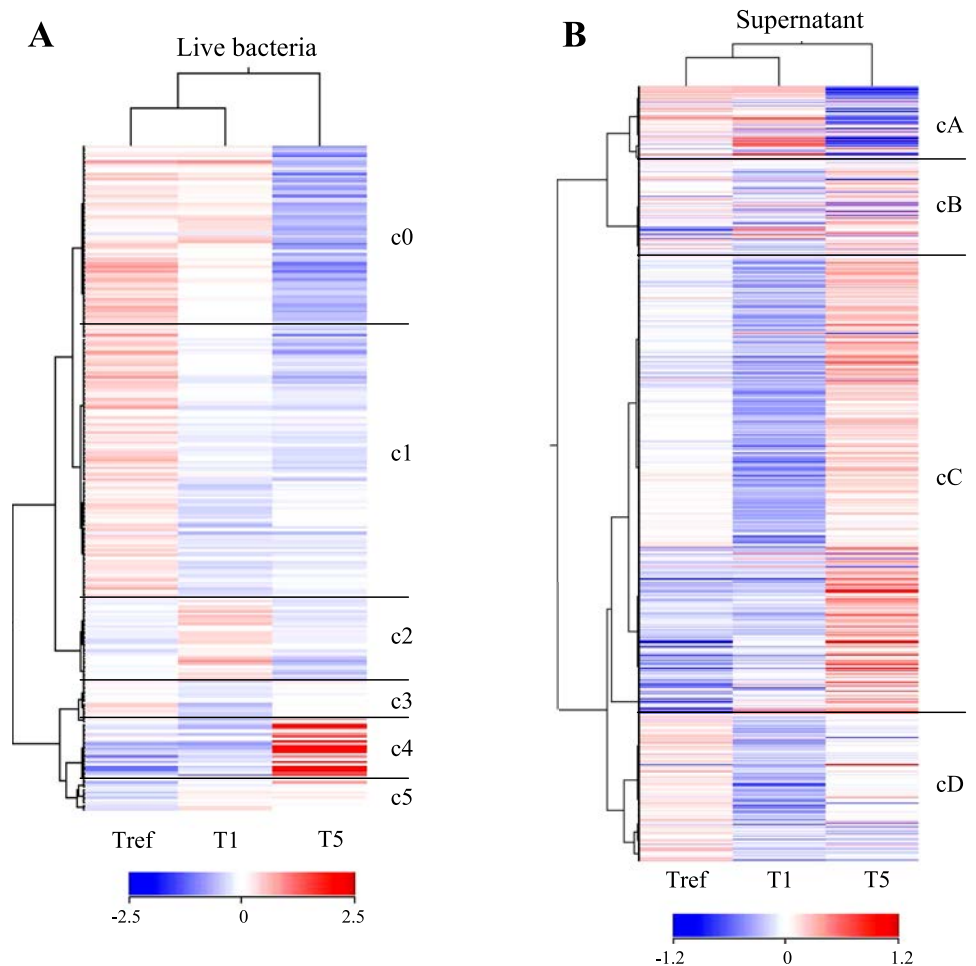 A
Live bacteria
c0
c1
c2
c3
c4
c5
Tref T1 T5
-2.5 0 2.5
B
Supernatant
cA
cB
cC
cD
Tref T1 T5
-1.2 0 1.2